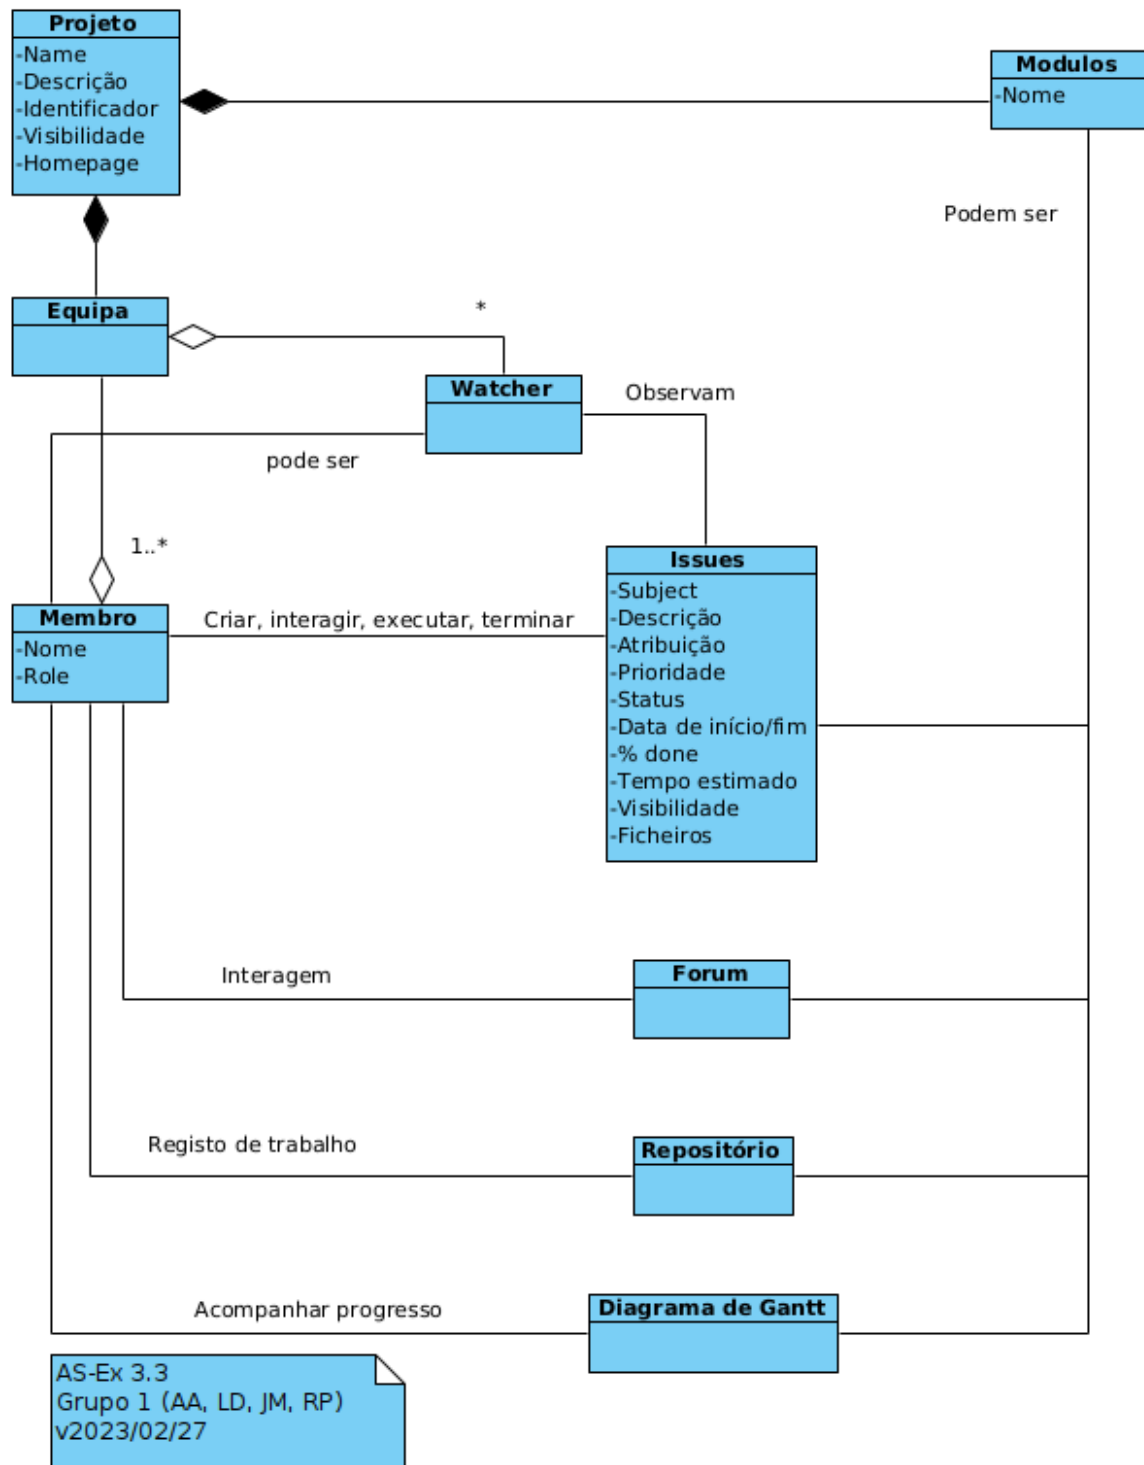 Projeto
-Name
-Descrição
-Identificador
-Visibilidade
-Homepage
Modulos
-Nome
Podem ser
Equipa
*
Watcher
Observam
pode ser
1..*
Membro
-Nome
-Role
Criar, interagir, executar, terminar
Issues
-Subject
-Descrição
-Atribuição
-Prioridade
-Status
-Data de início/fim
-% done
-Tempo estimado
-Visibilidade
-Ficheiros
Interagem
Forum
Registo de trabalho
Repositório
Acompanhar progresso
Diagrama de Gantt
AS-Ex 3.3
Grupo 1 (AA, LD, JM, RP)
v2023/02/27